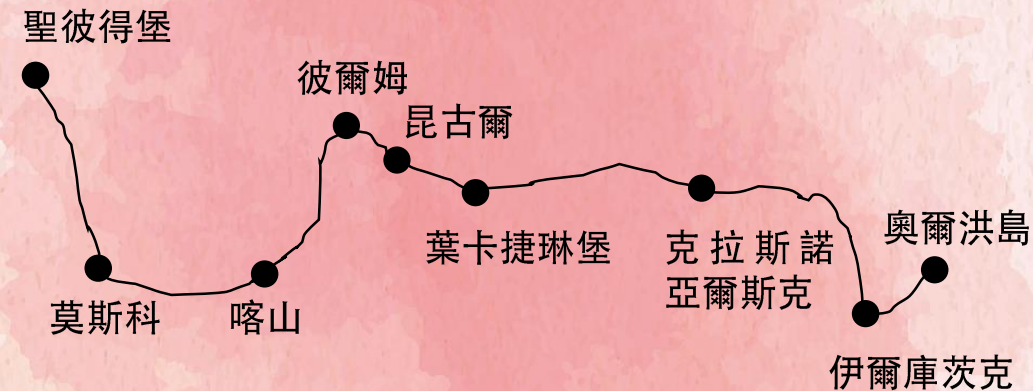 聖彼得堡
莫斯科
喀山
彼爾姆
昆古爾
葉卡捷琳堡
克拉斯諾
亞爾斯克
伊爾庫茨克
奧爾洪島